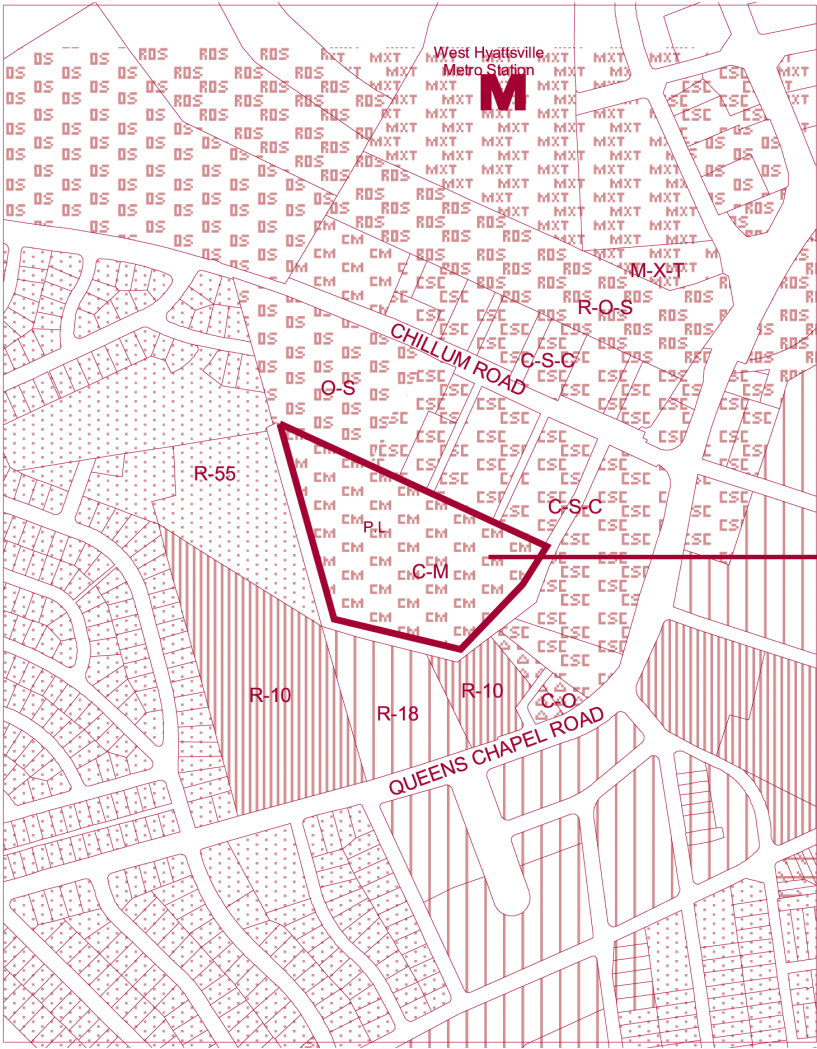 West Hyattsville
Metro Station
M
M-X-T
R-O-S
CHILLUM ROAD
C-S-C
O-S
R-55
C-S-C
P.L
C-M
R-10
R-10
C-O
R-18
QUEENS CHAPEL ROAD